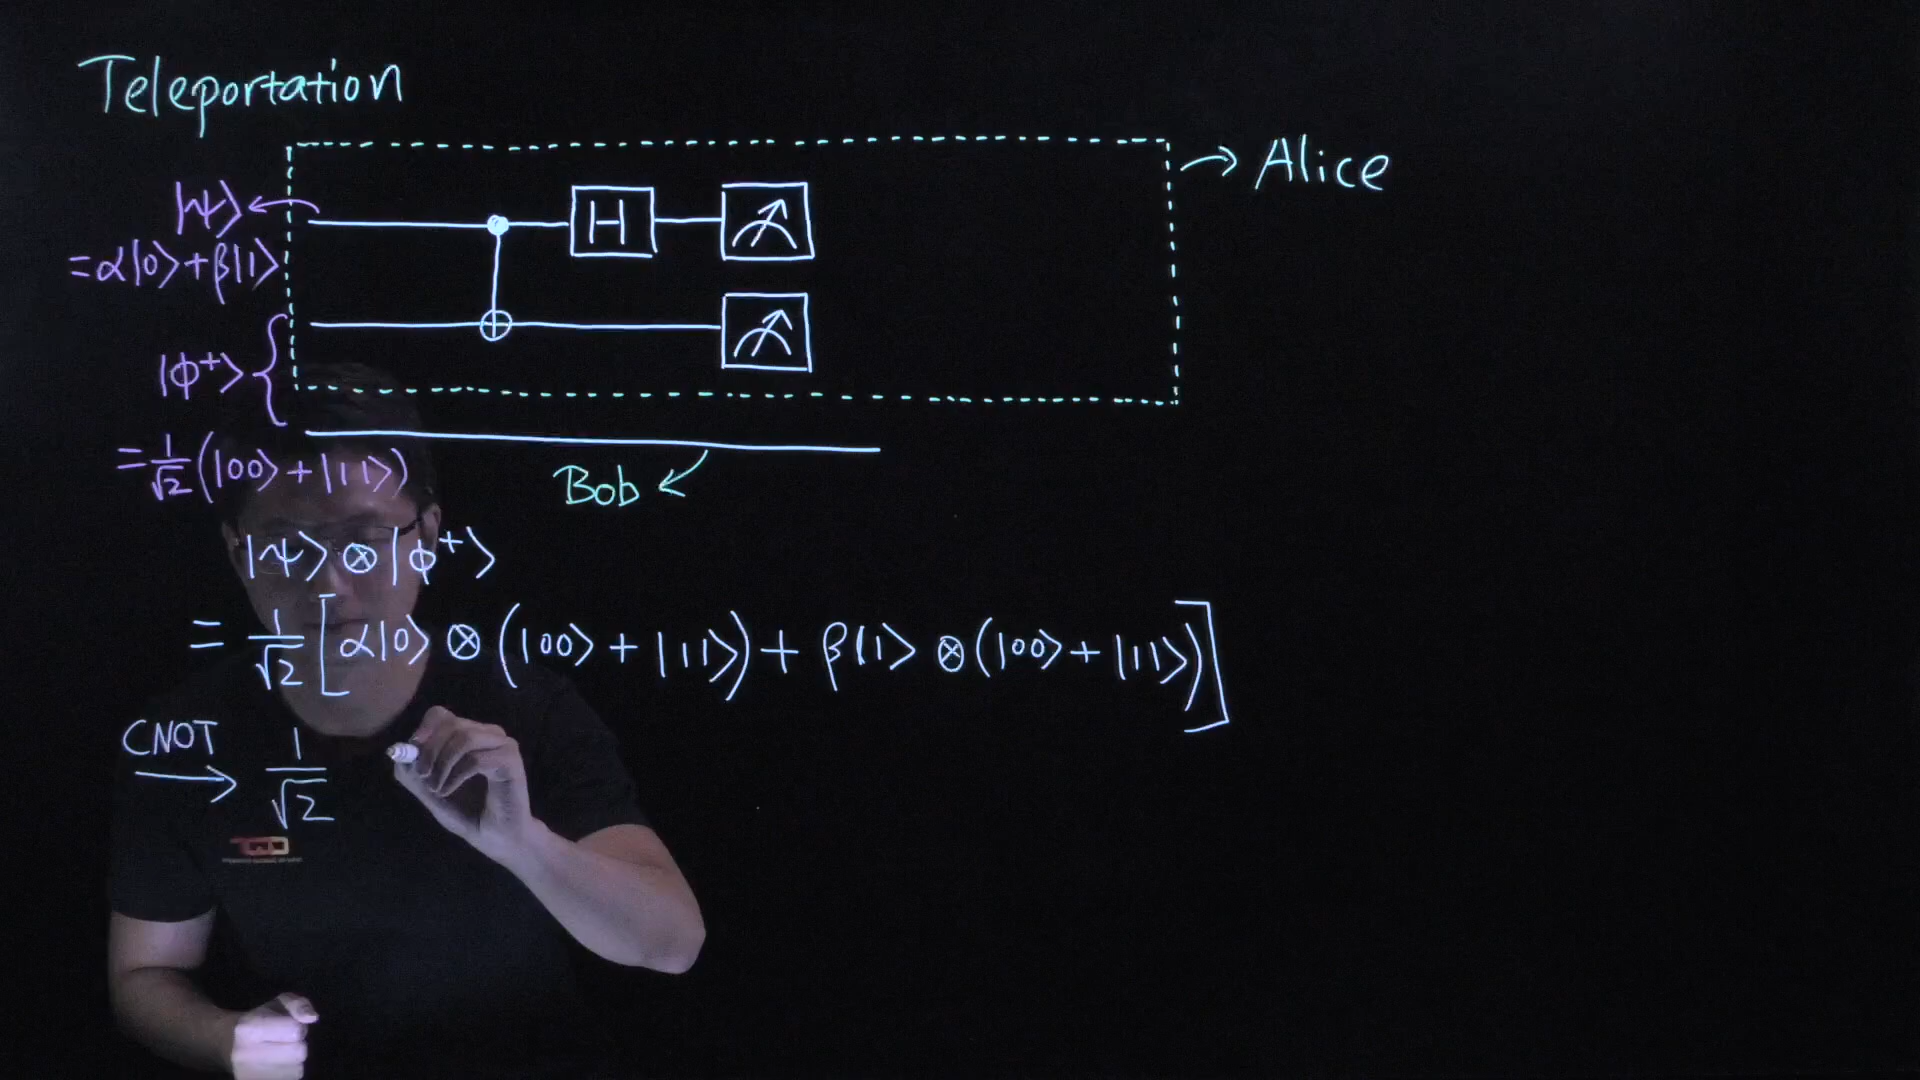 Teleportation
→ Alice
|ψ⟩ ←
= α|0⟩ + β|1⟩
H
|ϕ⁺⟩ {
= 1/√2 (|00⟩ + |11⟩)
Bob ↙
|ψ⟩ ⊗ |ϕ⁺⟩
= 1/√2 [α|0⟩ ⊗ (|00⟩ + |11⟩) + β|1⟩ ⊗ (|00⟩ + |11⟩)]
CNOT → 1/√2